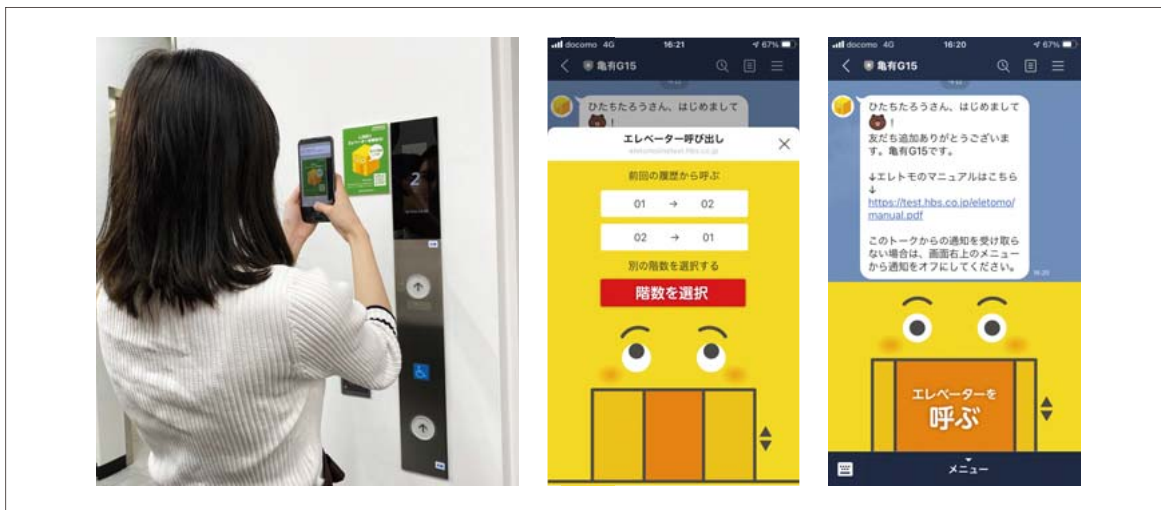 2
docomo 4G 16:21 67%
亀有G15
今日
ひたちたろうさん、はじめまして
！
エレベーター呼び出し
前回の履歴から呼ぶ
01 → 02
02 → 01
別の階数を選択する
階数を選択
docomo 4G 16:20 67%
亀有G15
ひたちたろうさん、はじめまして
！
友だち追加ありがとうございま
す。亀有G15です。
↓エレトモのマニュアルはこちら
↓
https://test.hbs.co.jp/eletomo/
manual.pdf
このトークからの通知を受け取ら
ない場合は、画面右上のメニュー
から通知をオフにしてください。
16:20
エレベーターを
呼ぶ
メニュー